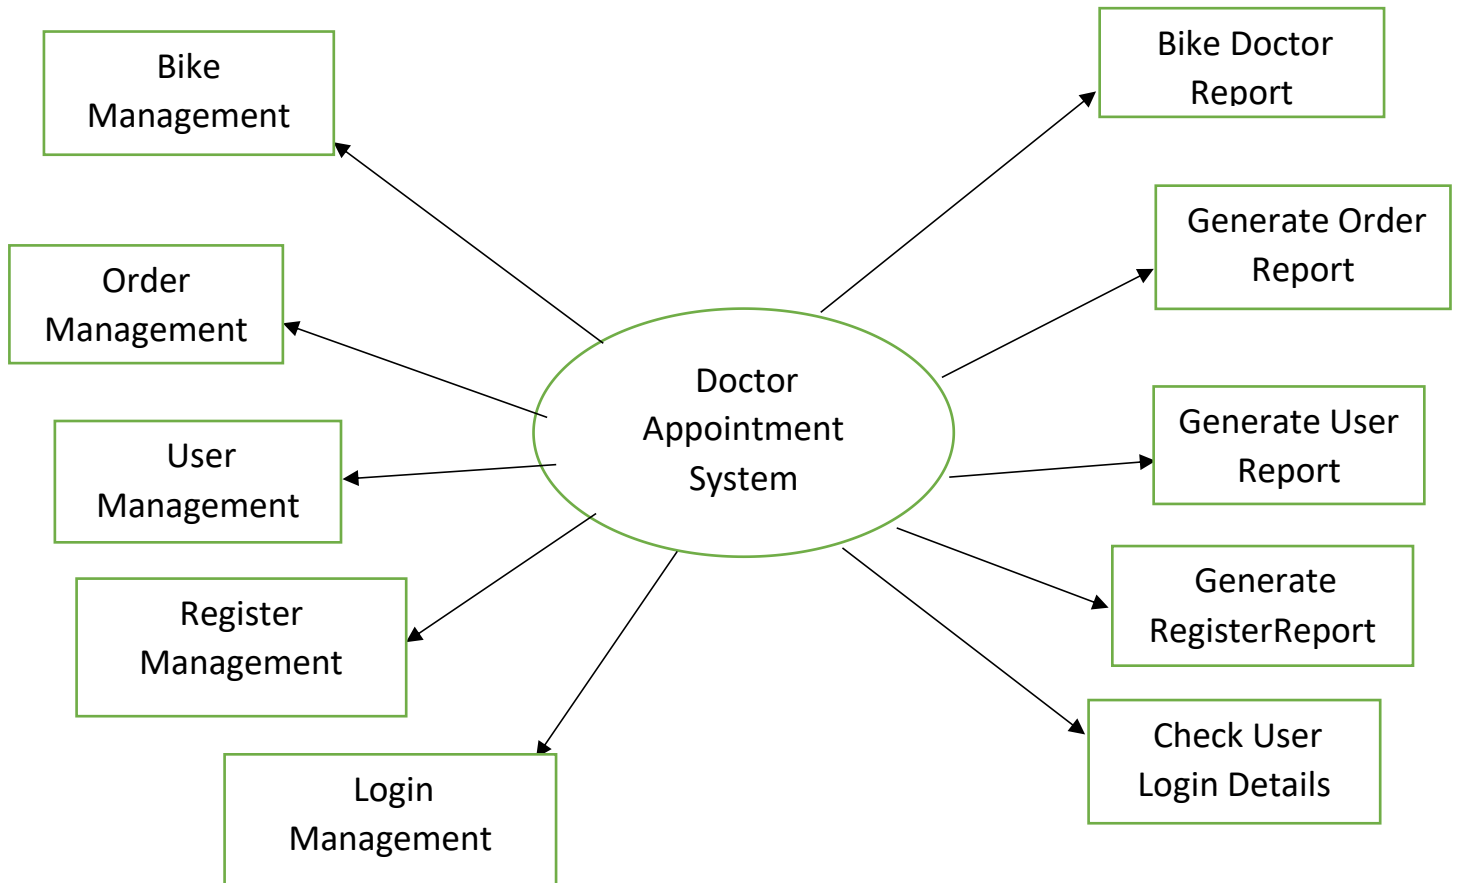 Bike
Management
Order
Management
User
Management
Register
Management
Login
Management
Doctor
Appointment
System
Bike Doctor
Report
Generate Order
Report
Generate User
Report
Generate
RegisterReport
Check User
Login Details